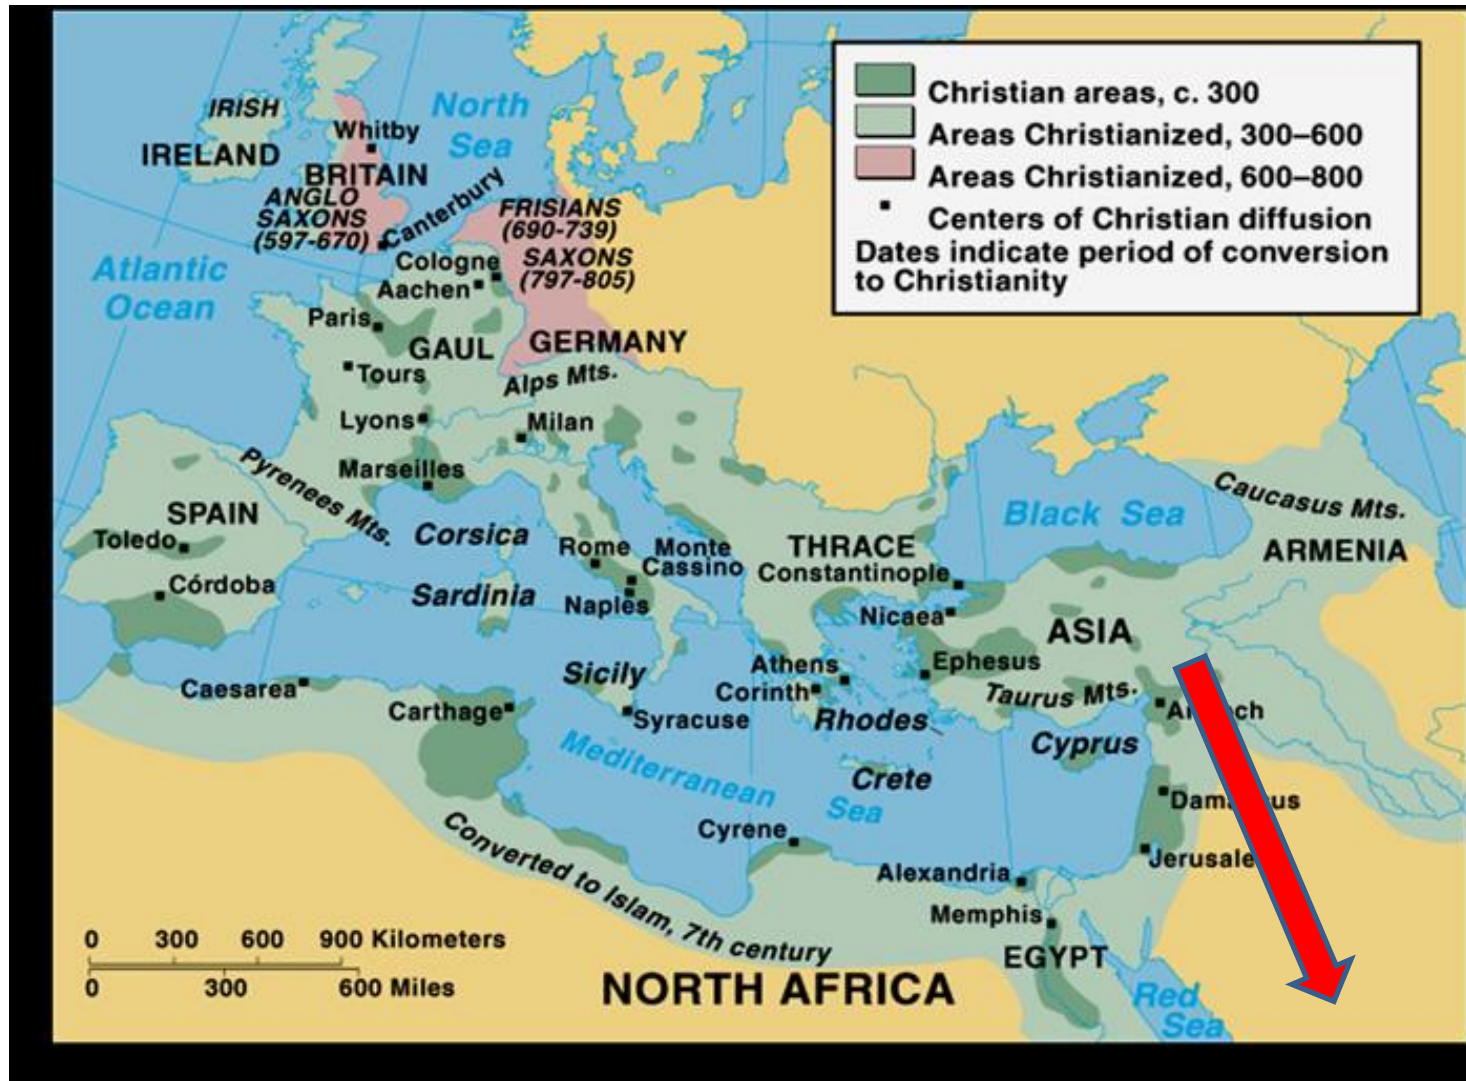 Christian areas, c. 300
Areas Christianized, 300–600
Areas Christianized, 600–800
Centers of Christian diffusion
Dates indicate period of conversion
to Christianity
North
Sea
IRISH
IRELAND
Whitby
BRITAIN
ANGLO
SAXONS
(597-670)
Canterbury
FRISIANS
(690-739)
SAXONS
(797-805)
Atlantic
Ocean
Cologne
Aachen
Paris
GAUL
GERMANY
Tours
Alps Mts.
Lyons
Milan
Pyrenees Mts.
Marseilles
SPAIN
Toledo
Córdoba
Corsica
Sardinia
Rome
Monte
Cassino
Naples
THRACE
Constantinople
Nicaea
Black Sea
Caucasus Mts.
ARMENIA
ASIA
Caesarea
Carthage
Sicily
Syracuse
Athens
Corinth
Ephesus
Taurus Mts.
Rhodes
Cyprus
Crete
Mediterranean
Sea
Cyrene
Jerusale
Alexandria
Memphis
EGYPT
Converted to Islam, 7th century
NORTH AFRICA
Red
Sea
0 300 600 900 Kilometers
0 300 600 Miles